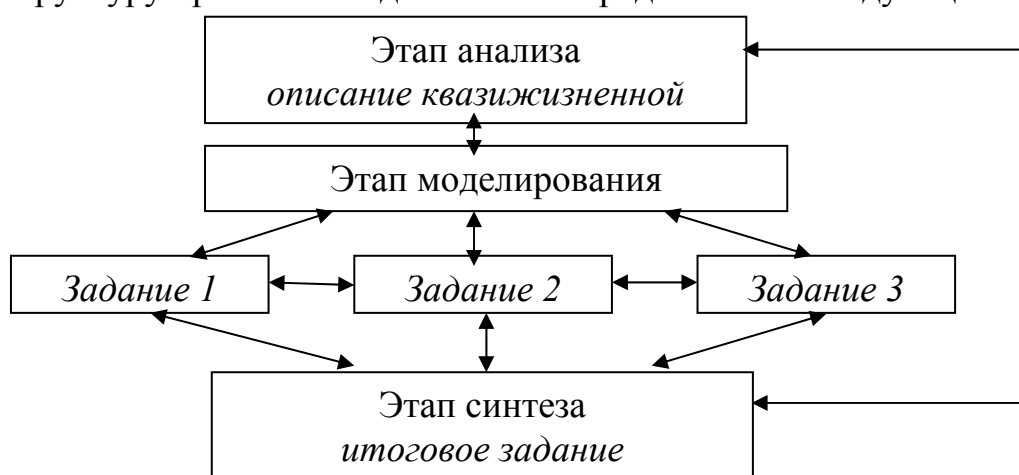 Этап анализа
описание квазижизненной
Этап моделирования
Задание 1 Задание 2 Задание 3
Этап синтеза
итоговое задание